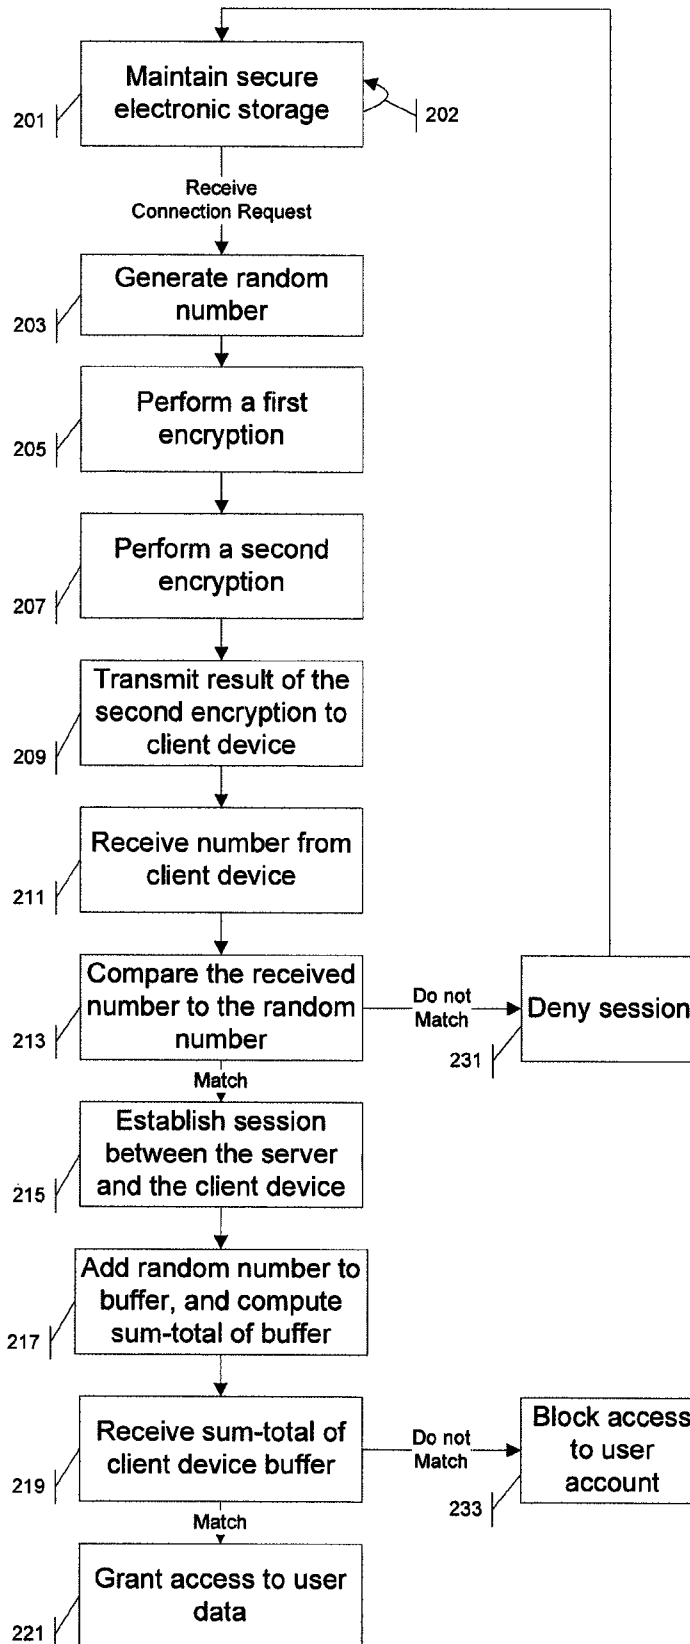 Maintain secure
electronic storage
201
202
Receive
Connection Request
Generate random
number
203
Perform a first
encryption
205
Perform a second
encryption
207
Transmit result of the
second encryption to
client device
209
Receive number from
client device
211
Compare the received
number to the random
number
213
Do not
Match
Deny session
231
Match
Establish session
between the server
and the client device
215
Add random number to
buffer, and compute
sum-total of buffer
217
Receive sum-total of
client device buffer
219
Do not
Match
Block access
to user
account
233
Match
Grant access to user
data
221